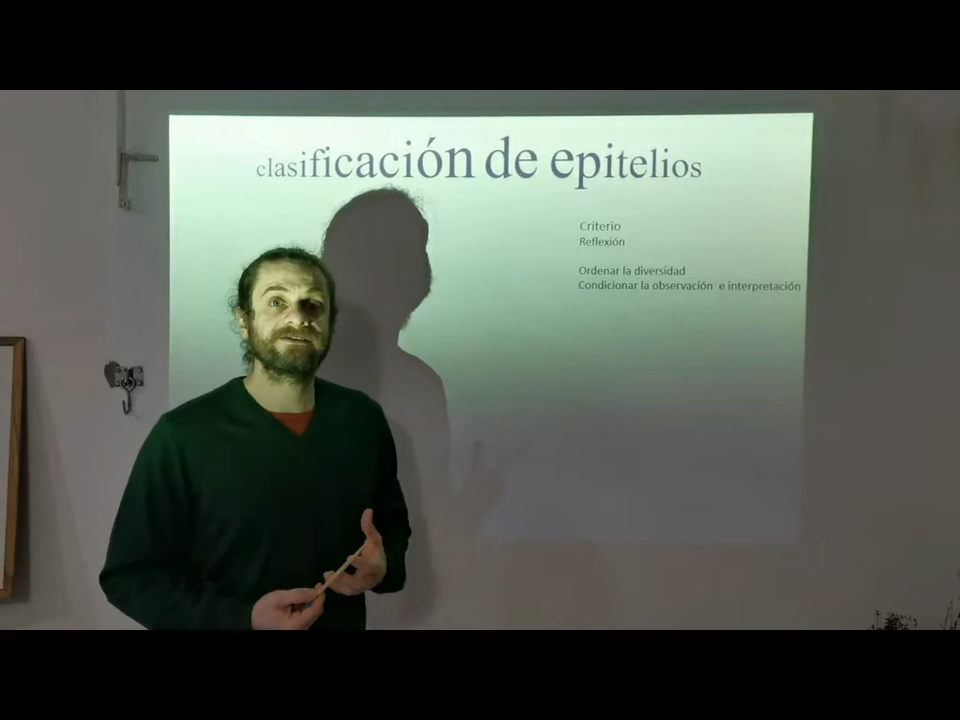 clasificación de epitelios
Criterio
Reflexión
Ordenar la diversidad
Condicionar la observación e interpretación